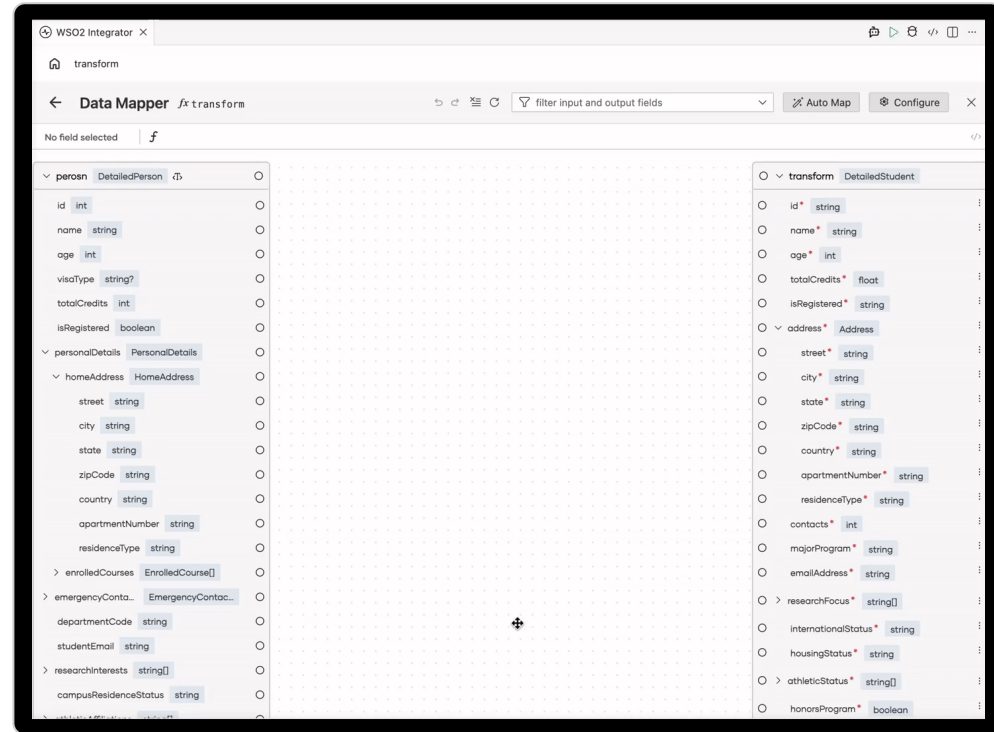 WSO2 Integrator
transform
Data Mapper fx transform
filter input and output fields
Auto Map
Configure
No field selected
perosn DetailedPerson
id int
name string
age int
visaType string?
totalCredits int
isRegistered boolean
personalDetails PersonalDetails
homeAddress HomeAddress
street string
city string
state string
zipCode string
country string
apartmentNumber string
residenceType string
enrolledCourses EnrolledCourse[]
emergencyConta... EmergencyContac...
departmentCode string
studentEmail string
researchInterests string[]
campusResidenceStatus string
transform DetailedStudent
id* string
name* string
age* int
totalCredits* float
isRegistered* string
address* Address
street* string
city* string
state* string
zipCode* string
country* string
apartmentNumber* string
residenceType* string
contacts* int
majorProgram* string
emailAddress* string
researchFocus* string[]
internationalStatus* string
housingStatus* string
athleticStatus* string[]
honorsProgram* boolean